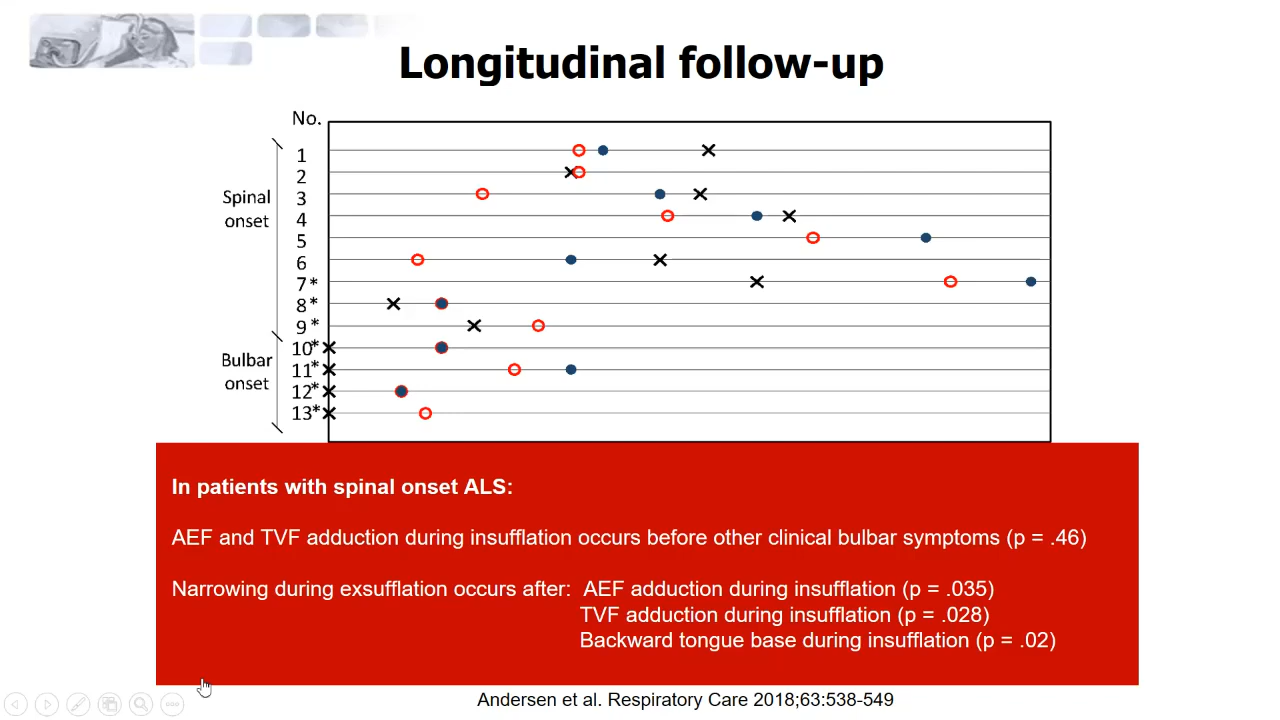 Longitudinal follow-up
No.
Spinal
onset
1
2
3
4
5
6
7*
8*
9*
Bulbar
onset
10*
11*
12*
13*
In patients with spinal onset ALS:
AEF and TVF adduction during insufflation occurs before other clinical bulbar symptoms (p = .46)
Narrowing during exsufflation occurs after: AEF adduction during insufflation (p = .035)
TVF adduction during insufflation (p = .028)
Backward tongue base during insufflation (p = .02)
Andersen et al. Respiratory Care 2018;63:538-549